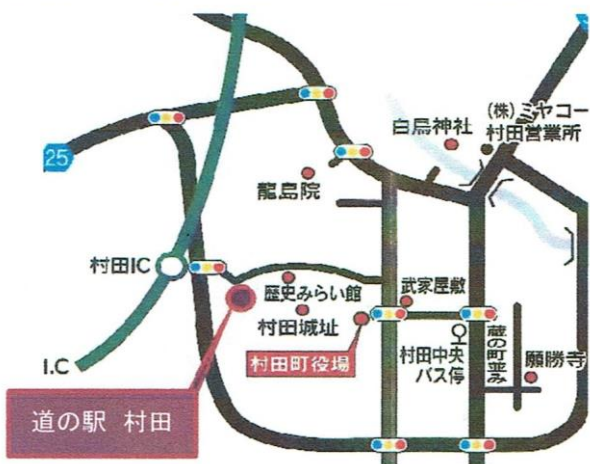 (株)ミヤコー
村田営業所
白鳥神社
25
龍島院
村田IC
歴史みらい館
武家屋敷
村田城址
村田町役場
村田中央
バス停
蔵の町並み
願勝寺
I.C
道の駅 村田